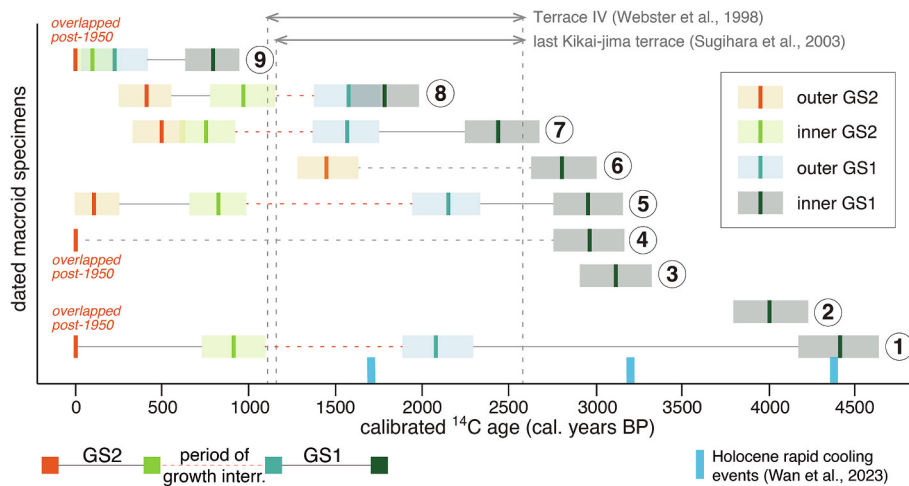 overlapped
post-1950
Terrace IV (Webster et al., 1998)
last Kikai-jima terrace (Sugihara et al., 2003)
9
8
7
6
5
4
3
2
1
outer GS2
inner GS2
outer GS1
inner GS1
overlapped
post-1950
overlapped
post-1950
dated macroid specimens
0 500 1000 1500 2000 2500 3000 3500 4000 4500
calibrated 14C age (cal. years BP)
GS2 period of growth interr. GS1
Holocene rapid cooling
events (Wan et al., 2023)